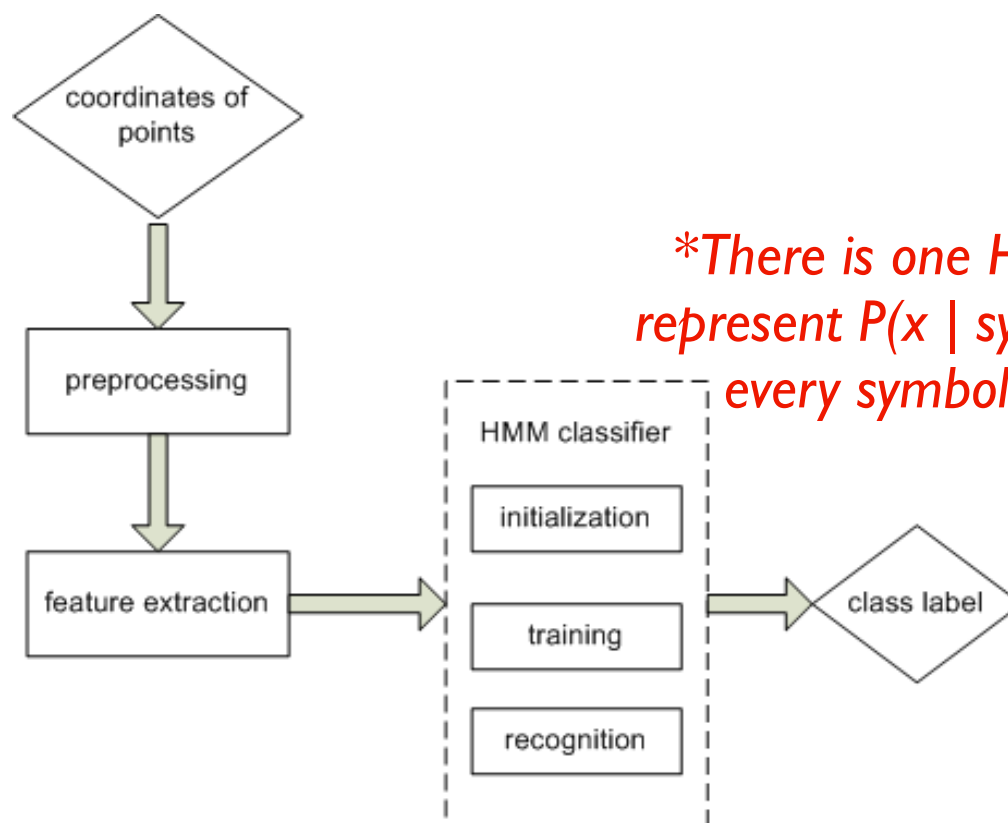 coordinates of
points
*There is one
represent P(x |
every symbol
preprocessing
HMM classifier
initialization
feature extraction
training
class label
recognition